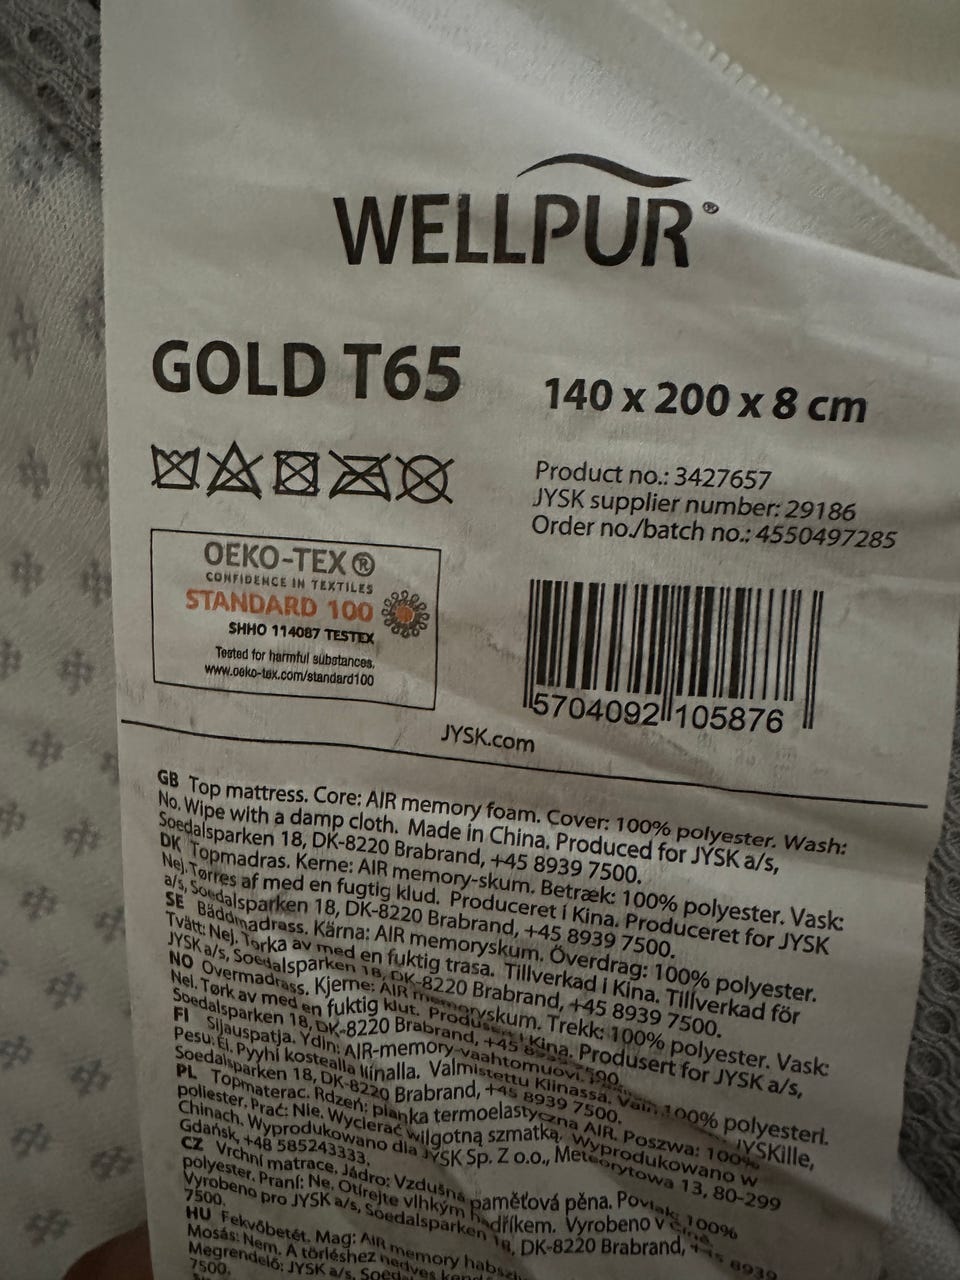 WELLPUR®
GOLD T65
140 x 200 x 8 cm
Product no.: 3427657
JYSK supplier number: 29186
Order no./batch no.: 4550497285
OEKO-TEX®
CONFIDENCE IN TEXTILES
STANDARD 100
SHHO 114087 TESTEX
Tested for harmful substances.
www.oeko-tex.com/standard100
5704092 105876
JYSK.com
GB Top mattress. Core: AIR memory foam. Cover: 100% polyester. Wash:
No. Wipe with a damp cloth. Made in China. Produced for JYSK a/s,
Soedalsparken 18, DK-8220 Brabrand, +45 8939 7500.
DK Topmadras. Kerne: AIR memory-skum. Betræk: 100% polyester. Vask:
Nej. Tørres af med en fugtig klud. Produceret i Kina. Produceret for JYSK
a/s, Soedalsparken 18, DK-8220 Brabrand, +45 8939 7500.
SE Bäddmadrass. Kärna: AIR memoryskum. Överdrag: 100% polyester.
Tvätt: Nej. Torka av med en fuktig trasa. Tillverkad i Kina. Tillverkad för
JYSK a/s, Soedalsparken 18, DK-8220 Brabrand, +45 8939 7500.
NO Overmadrass. Kjerne: AIR memoryskum. Trekk: 100% polyester. Vask:
Nei. Tørk av med en fuktig klut. Produsert i Kina. Produsert for JYSK a/s,
Soedalsparken 18, DK-8220 Brabrand, +45
FI Sijauspatja. Ydin: AIR-memory-vaahtomuovi. 100% polyesteri.
Pesu: Ei. Pyyhi kostealla liinalla. Valmistettu Kiinassa. JYSKille,
Soedalsparken 18, DK-8220 Brabrand, +45 8939 7500.
PL Topmaterac. Rdzeń: pianka termoelastyczna AIR. Poszwa: 100%
poliester. Prać: Nie. Wycierać wilgotną szmatką. Wyprodukowano w
Chinach. Wyprodukowano dla JYSK Sp. Z o.o., Meteorytowa 13, 80-299
Gdańsk, +48 585243333.
CZ Vrchní matrace. Jádro: Vzdušná paměťová pěna. Povlak: 100%
polyester. Praní: Ne. Otírejte vlhkým hadříkem. Vyrobeno v
Vyrobeno pro JYSK a/s, Soedalsparken 18, DK-8220 Brabrand, 8939
7500.
HU Fekvőbetét. Mag: AIR memory
Mosás: Nem. A törléshez nedves
Megrendelő: JYSK a/s,
7500.